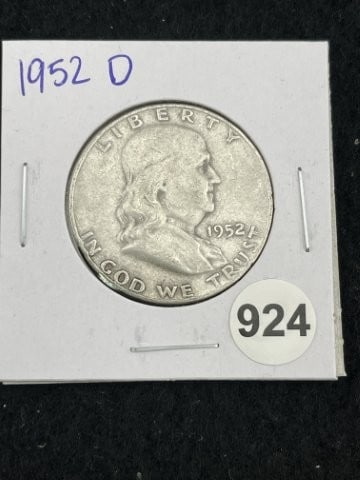 1952 D
LIBERTY
1952
IN GOD WE TRUST
924